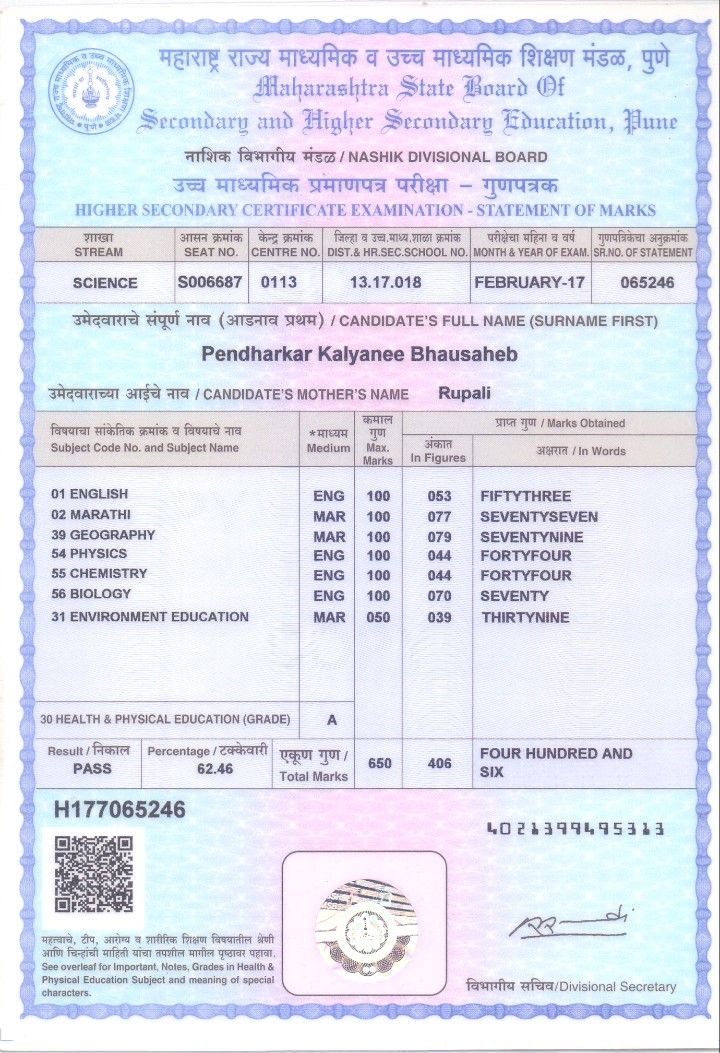 महाराष्ट्र राज्य माध्यमिक व उच्च माध्यमिक शिक्षण मंडळ, पुणे
Maharashtra State Board Of
Secondary and Higher Secondary Education, Pune
नाशिक विभागीय मंडळ / NASHIK DIVISIONAL BOARD
उच्च माध्यमिक प्रमाणपत्र परीक्षा – गुणपत्रक
HIGHER SECONDARY CERTIFICATE EXAMINATION - STATEMENT OF MARKS
शाखा आसन क्रमांक केन्द्र क्रमांक जिल्हा व उच्च.माध्य.शाळा क्रमांक परीक्षेचा महिना व वर्ष गुणपत्रिकेचा अनुक्रमांक
STREAM SEAT NO. CENTRE NO. DIST.& HR.SEC.SCHOOL NO. MONTH & YEAR OF EXAM. SR.NO. OF STATEMENT
SCIENCE S006687 0113 13.17.018 FEBRUARY-17 065246
उमेदवाराचे संपूर्ण नाव (आडनाव प्रथम) / CANDIDATE'S FULL NAME (SURNAME FIRST)
Pendharkar Kalyanee Bhausaheb
उमेदवाराच्या आईचे नाव / CANDIDATE'S MOTHER'S NAME Rupali
विषयाचा सांकेतिक क्रमांक व विषयाचे नाव
Subject Code No. and Subject Name
*माध्यम
Medium
कमाल
गुण
Max.
Marks
प्राप्त गुण / Marks Obtained
अंकात
In Figures
अक्षरात / In Words
01 ENGLISH ENG 100 053 FIFTYTHREE
02 MARATHI MAR 100 077 SEVENTYSEVEN
39 GEOGRAPHY MAR 100 079 SEVENTYNINE
54 PHYSICS ENG 100 044 FORTYFOUR
55 CHEMISTRY ENG 100 044 FORTYFOUR
56 BIOLOGY ENG 100 070 SEVENTY
31 ENVIRONMENT EDUCATION MAR 050 039 THIRTYNINE
30 HEALTH & PHYSICAL EDUCATION (GRADE) A
Result / निकाल
PASS
Percentage / टक्केवारी
62.46
एकूण गुण /
Total Marks
650 406
FOUR HUNDRED AND
SIX
H177065246
4021399495313
महत्त्वाचे, टीप, आरोग्य व शारीरिक शिक्षण विषयातील श्रेणी
आणि चिन्हांची माहिती यांचा तपशील मागील पृष्ठावर पहावा.
See overleaf for Important, Notes, Grades in Health &
Physical Education Subject and meaning of special
characters.
विभागीय सचिव/Divisional Secretary